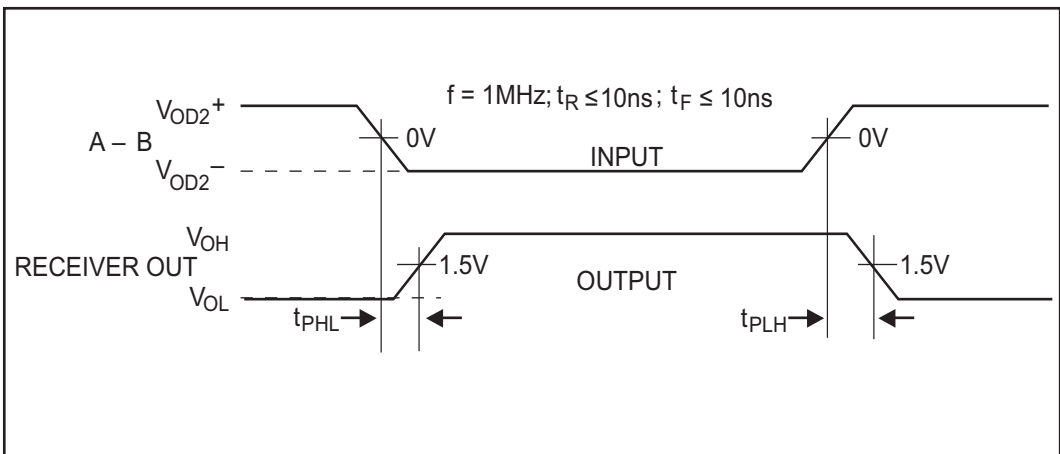 f = 1MHz; tR ≤10ns; tF ≤ 10ns
VOD2+
A – B
0V
0V
INPUT
VOD2–
VOH
RECEIVER OUT
1.5V
OUTPUT
1.5V
VOL
tPHL
tPLH